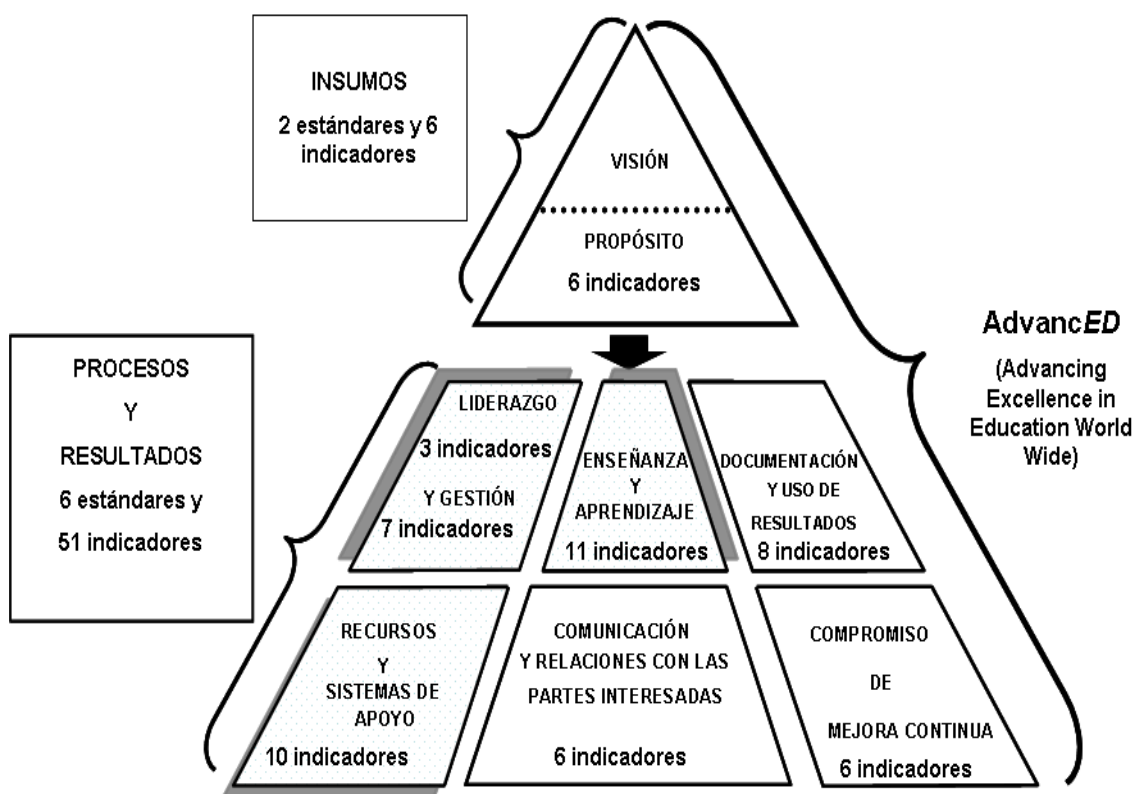 INSUMOS
2 estándares y 6
indicadores
VISIÓN
PROPÓSITO
6 indicadores
AdvancED
(Advancing
Excellence in
Education World
Wide)
PROCESOS
Y
RESULTADOS
6 estándares y
51 indicadores
LIDERAZGO
3 indicadores
Y GESTIÓN
7 indicadores
ENSEÑANZA
Y
APRENDIZAJE
11 indicadores
DOCUMENTACIÓN
Y USO DE
RESULTADOS
8 indicadores
RECURSOS
Y
SISTEMAS DE
APOYO
10 indicadores
COMUNICACIÓN
Y RELACIONES CON LAS
PARTES INTERESADAS
6 indicadores
COMPROMISO
DE
MEJORA CONTINUA
6 indicadores